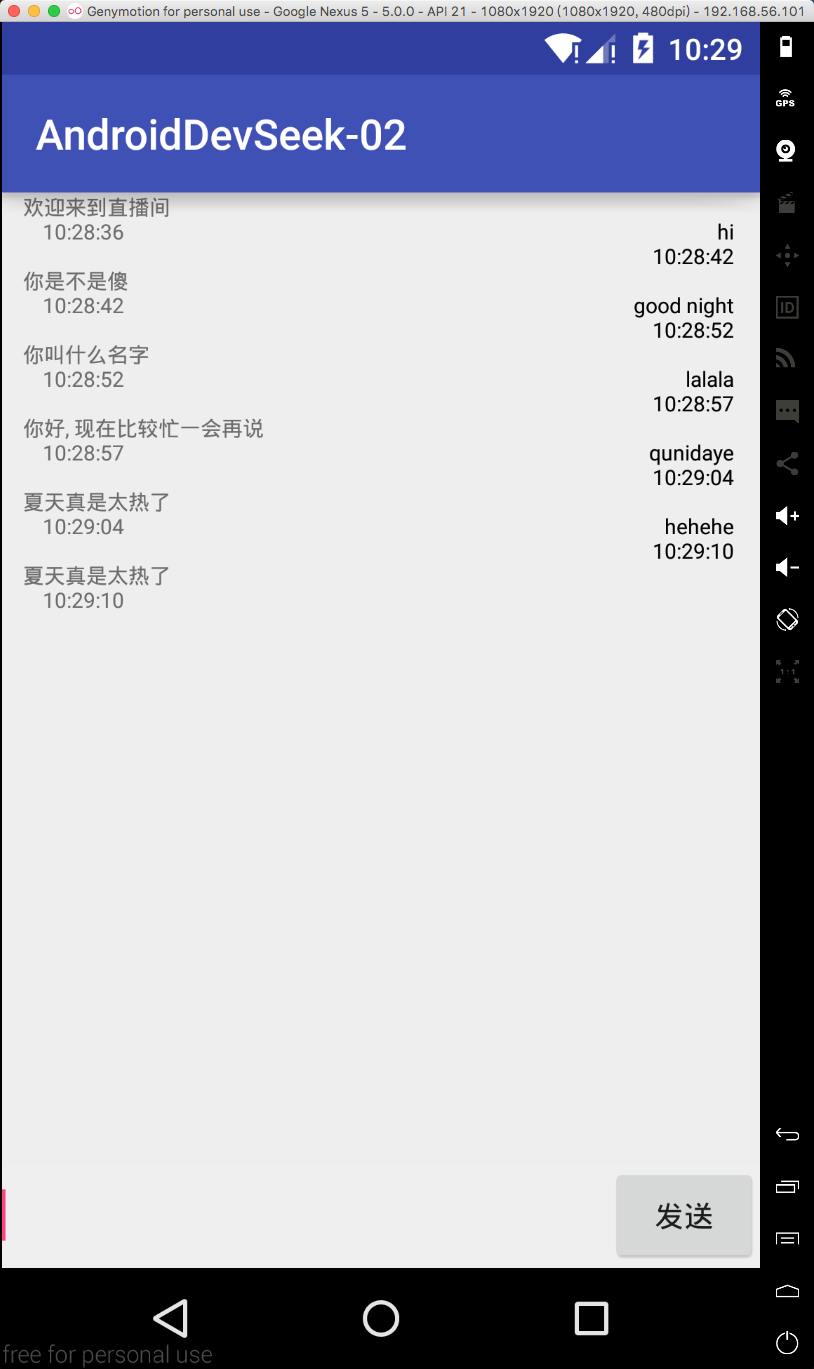 Genymotion for personal use - Google Nexus 5 - 5.0.0 - API 21 - 1080x1920 (1080x1920, 480dpi) - 192.168.56.101
10:29
GPS
AndroidDevSeek-02
欢迎来到直播间
10:28:36
hi
10:28:42
你是不是傻
10:28:42
good night
10:28:52
你叫什么名字
10:28:52
lalala
10:28:57
你好, 现在比较忙一会再说
10:28:57
qunidaye
10:29:04
夏天真是太热了
10:29:04
hehehe
10:29:10
夏天真是太热了
10:29:10
ID
1:1
发送
free for personal use